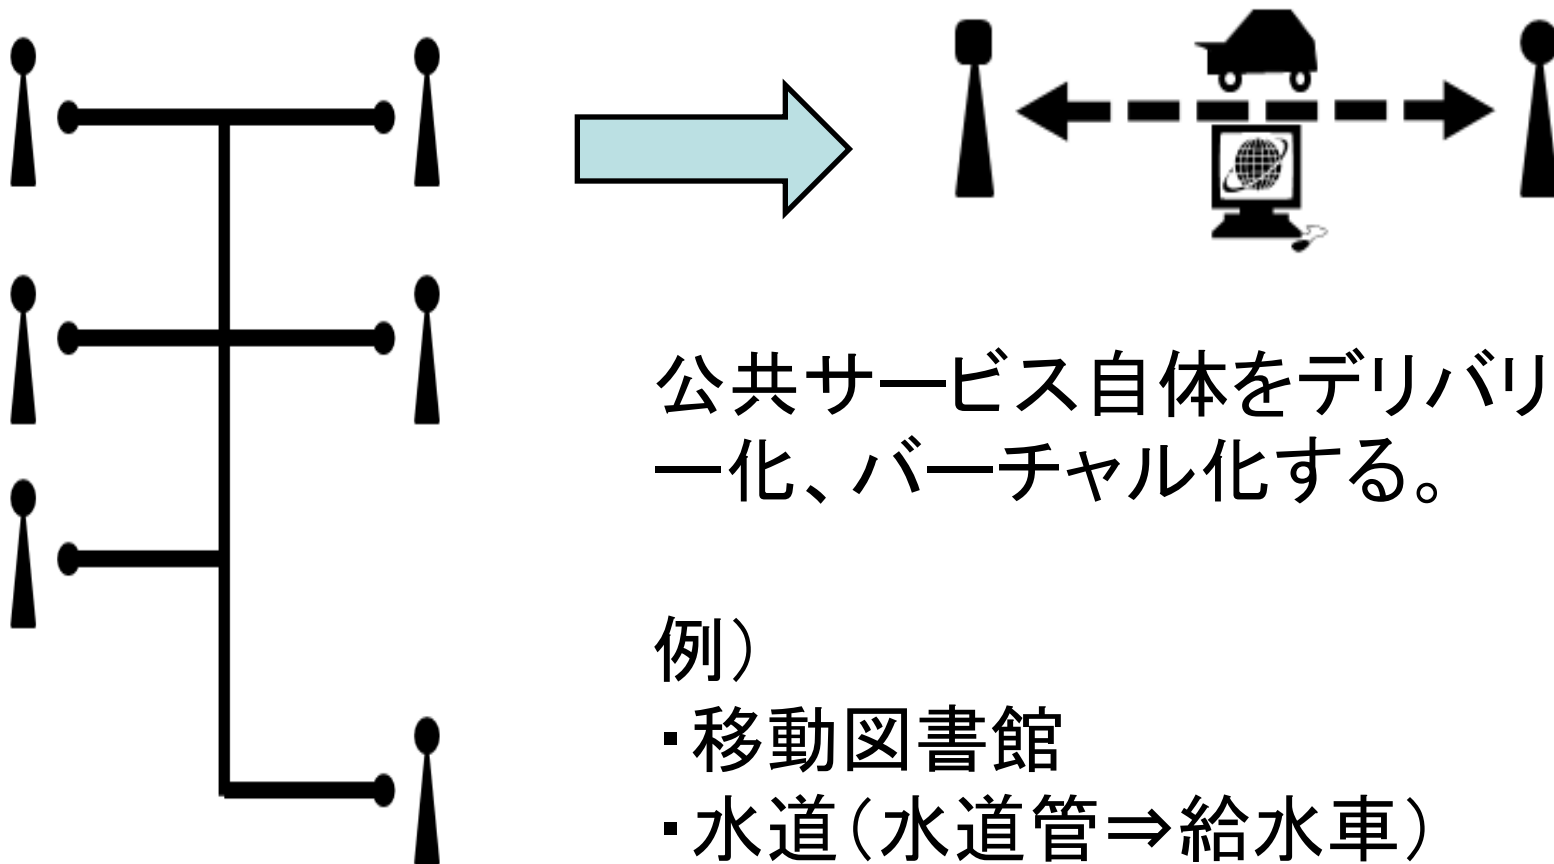 公共サービス自体をデリバリ
ー化、バーチャル化する。
例）
・移動図書館
・水道（水道管⇒給水車）